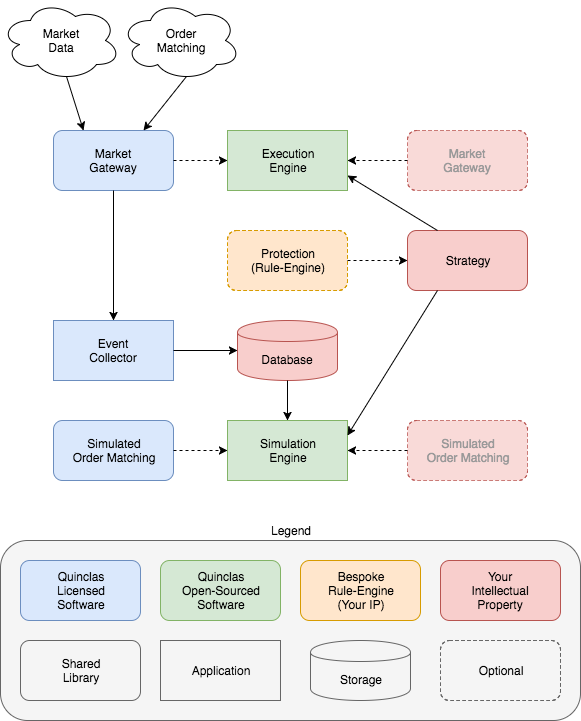 Market
Data
Order
Matching
Market
Gateway
Execution
Engine
Market
Gateway
Protection
(Rule-Engine)
Strategy
Event
Collector
Database
Simulated
Order Matching
Simulation
Engine
Simulated
Order Matching
Legend
Quinclas
Licensed
Software
Quinclas
Open-Sourced
Software
Bespoke
Rule-Engine
(Your IP)
Your
Intellectual
Property
Shared
Library
Application
Storage
Optional